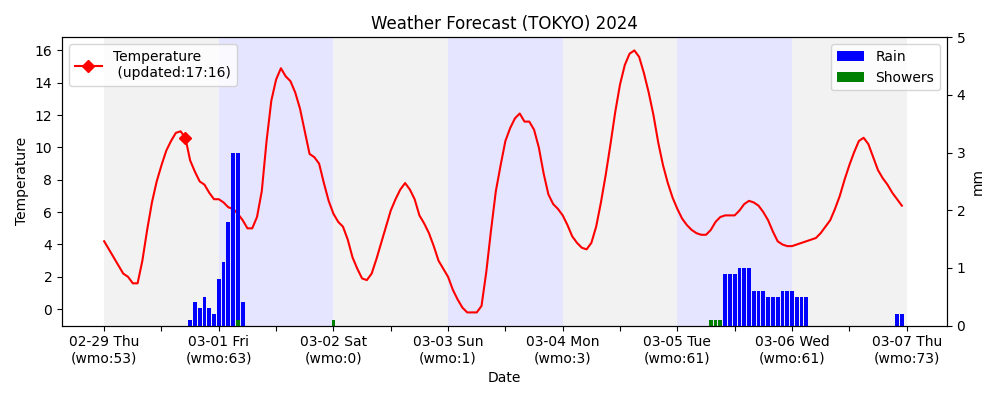 Weather Forecast (TOKYO) 2024
Temperature
(updated:17:16)
Rain
Showers
Temperature
16
14
12
10
8
6
4
2
0
5
4
3
2
1
0
mm
02-29 Thu
(wmo:53)
03-01 Fri
(wmo:63)
03-02 Sat
(wmo:0)
03-03 Sun
(wmo:1)
03-04 Mon
(wmo:3)
03-05 Tue
(wmo:61)
03-06 Wed
(wmo:61)
03-07 Thu
(wmo:73)
Date